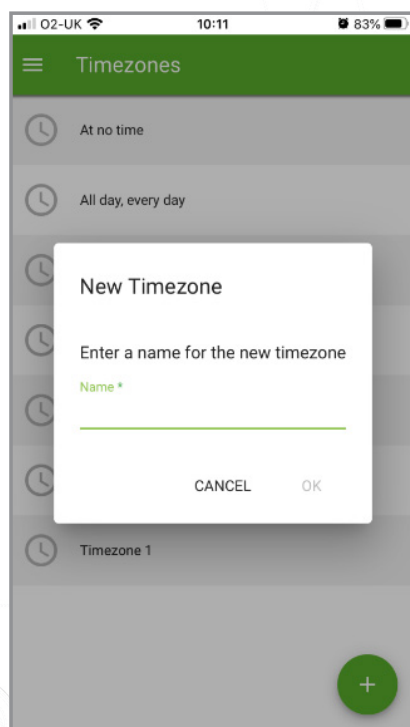 O2-UK 10:11 83%
Timezones
At no time
All day, every day
New Timezone
Enter a name for the new timezone
Name *
CANCEL OK
Timezone 1